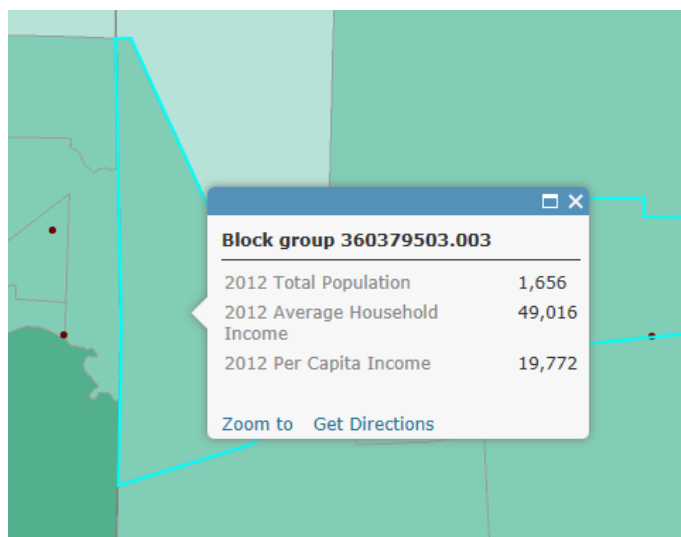 Block group 360379503.003
2012 Total Population 1,656
2012 Average Household 49,016
Income
2012 Per Capita Income 19,772
Zoom to Get Directions